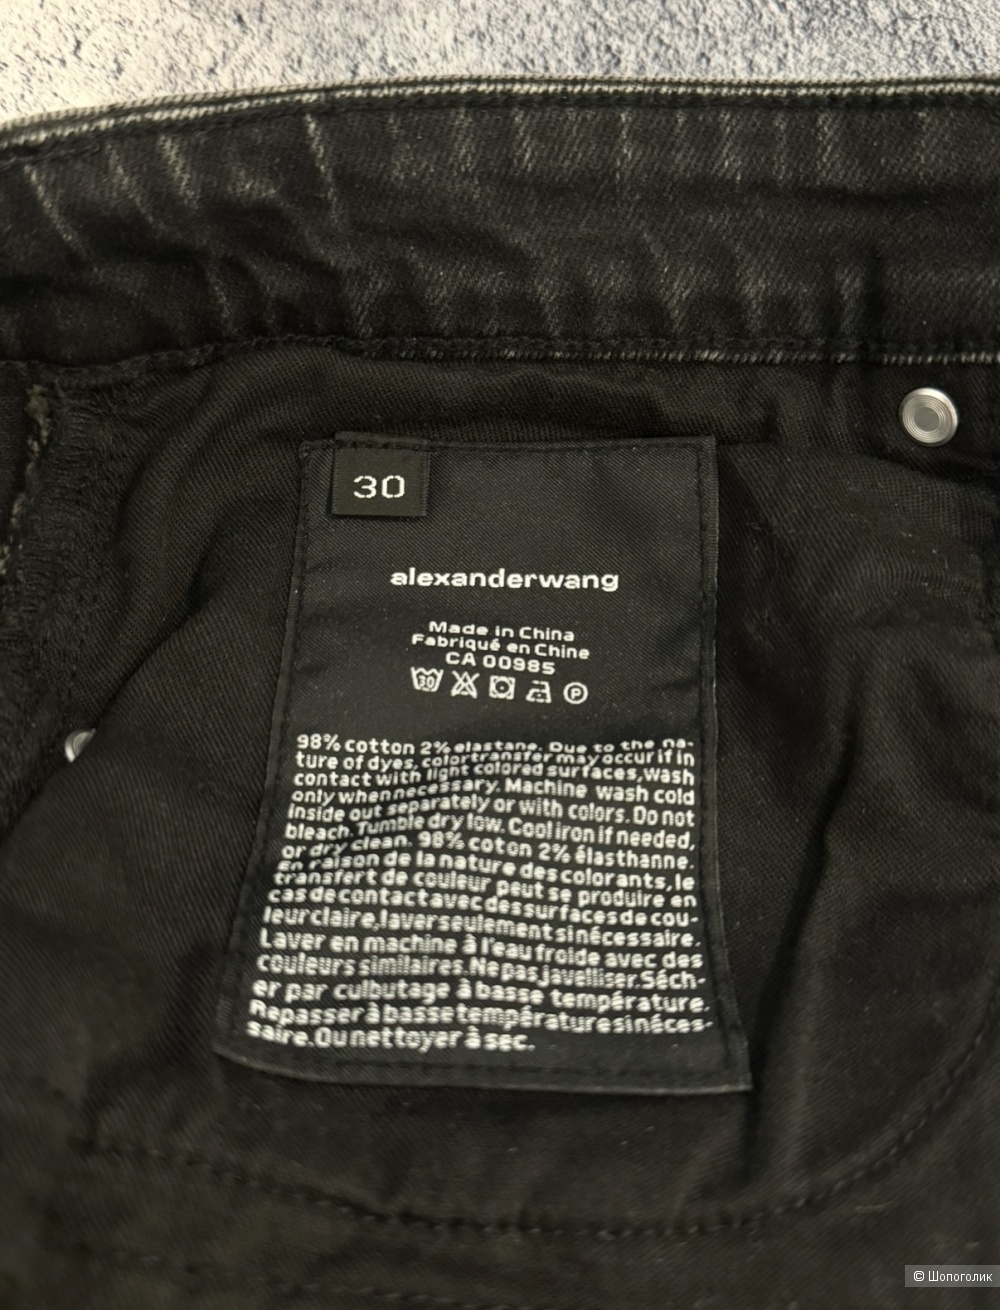 30
alexanderwang
Made in China
Fabriqué en Chine
CA 00985
30 P
98% cotton 2% elastane. Due to the na-
ture of dyes, color transfer may occur if in
contact with light colored surfaces, wash
only when necessary. Machine wash cold
inside out separately or with colors. Do not
bleach. Tumble dry low. Cool iron if needed,
or dry clean. 98% coton 2% élasthanne.
En raison de la nature des colorants, le
transfert de couleur peut se produire en
cas de contact avec des surfaces de cou-
leur claire, laver seulement si nécessaire.
Laver en machine à l'eau froide avec des
couleurs similaires. Ne pas javelliser. Séch-
er par culbutage à basse température.
Repasser à basse température si néces-
saire. Ou nettoyer à sec.
© Шопоголик